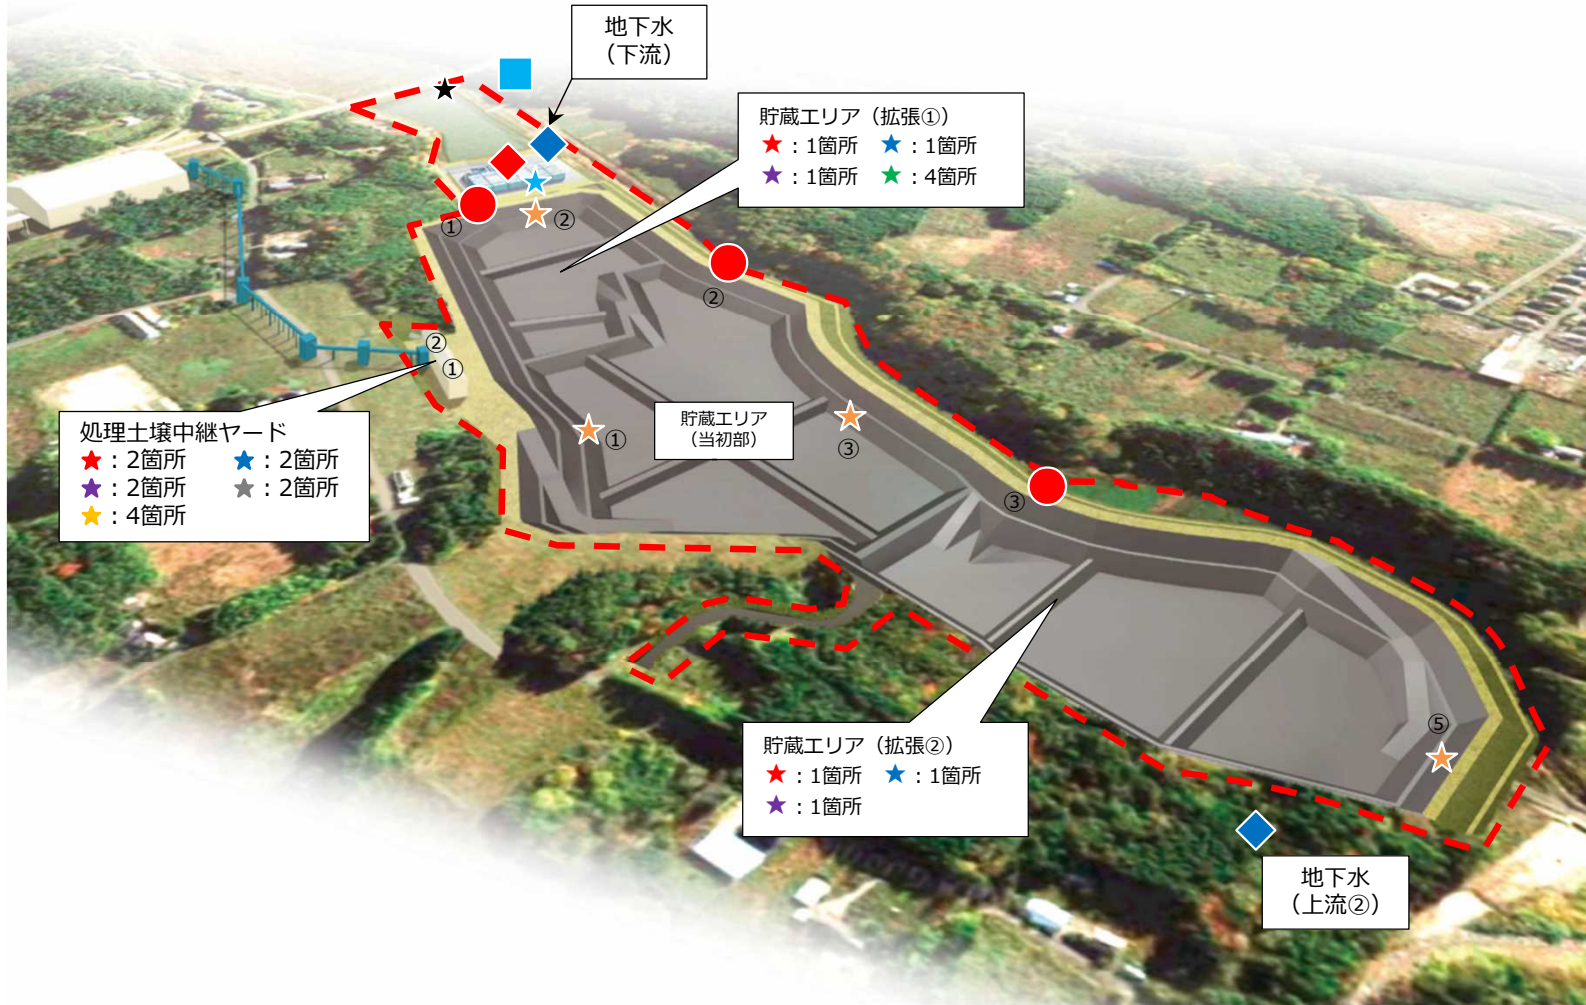 地下水
（下流）
貯蔵エリア（拡張①）
★：1箇所 ★：1箇所
★：1箇所 ★：4箇所
①
②
②
②
①
処理土壌中継ヤード
★：2箇所 ★：2箇所
★：2箇所 ★：2箇所
★：4箇所
①
貯蔵エリア
（当初部）
③
③
貯蔵エリア（拡張②）
★：1箇所 ★：1箇所
★：1箇所
⑤
地下水
（上流②）